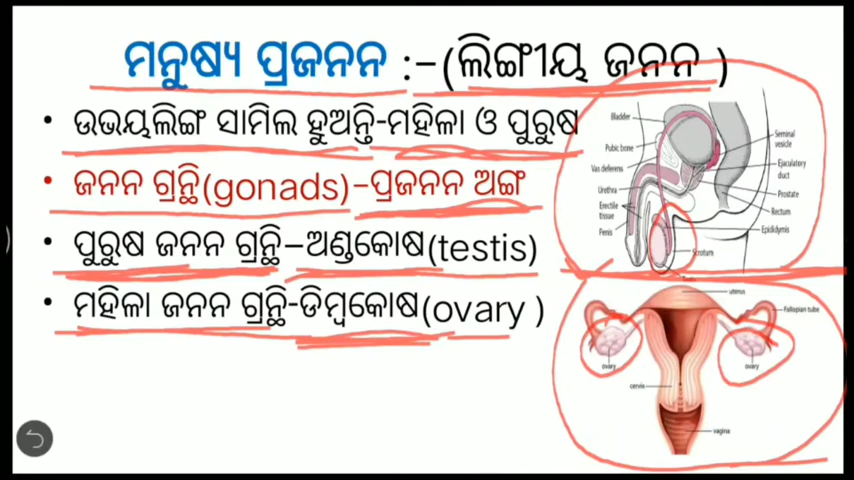 ମନୁଷ୍ୟ ପ୍ରଜନନ :-(ଲିଙ୍ଗୀୟ ଜନନ )
• ଉଭୟଲିଙ୍ଗ ସାମିଲ ହୁଅନ୍ତି-ମହିଳା ଓ ପୁରୁଷ
• ଜନନ ଗ୍ରନ୍ଥି(gonads)-ପ୍ରଜନନ ଅଙ୍ଗ
• ପୁରୁଷ ଜନନ ଗ୍ରନ୍ଥି–ଅଣ୍ଡକୋଷ(testis)
• ମହିଳା ଜନନ ଗ୍ରନ୍ଥି-ଡିମ୍ବକୋଷ(ovary )
Bladder
Pubic bone
Vas deferens
Urethra
Erectile
tissue
Penis
Seminal
vesicle
Ejaculatory
duct
Prostate
Rectum
Epididymis
Scrotum
uterus
Fallopian tube
ovary
ovary
cervix
vagina